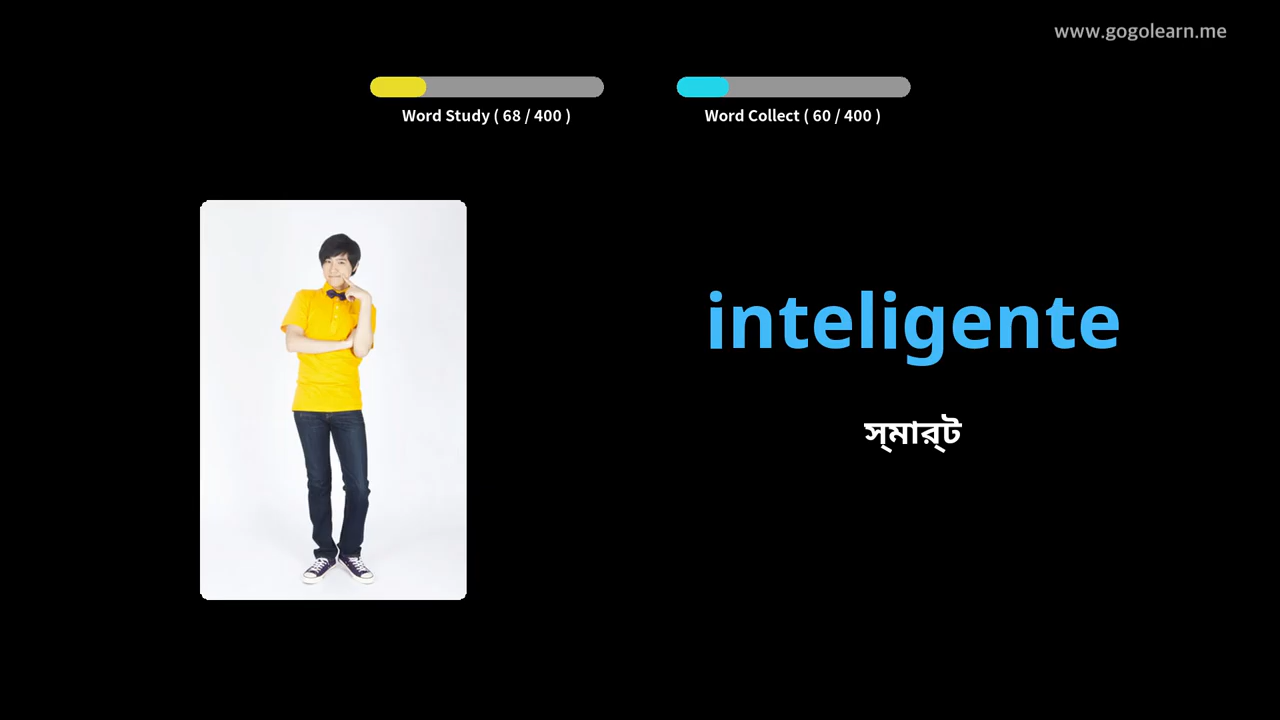 www.gogolearn.me
Word Study ( 68 / 400 )
Word Collect ( 60 / 400 )
inteligente
স্মার্ট